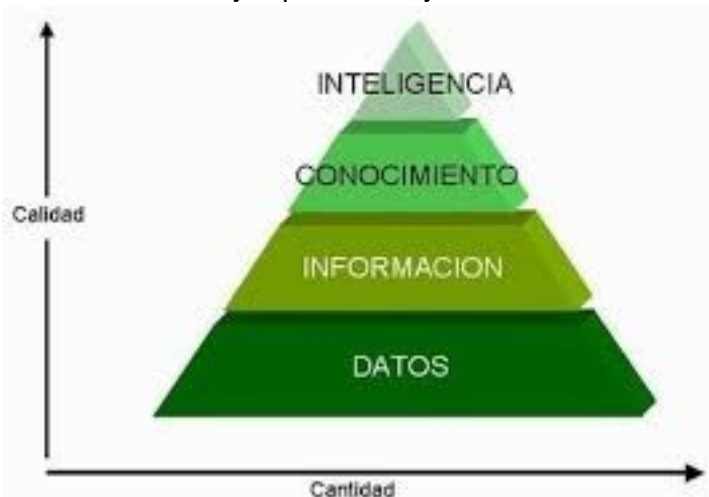 INTELIGENCIA
CONOCIMIENTO
Calidad
INFORMACION
DATOS
Cantidad